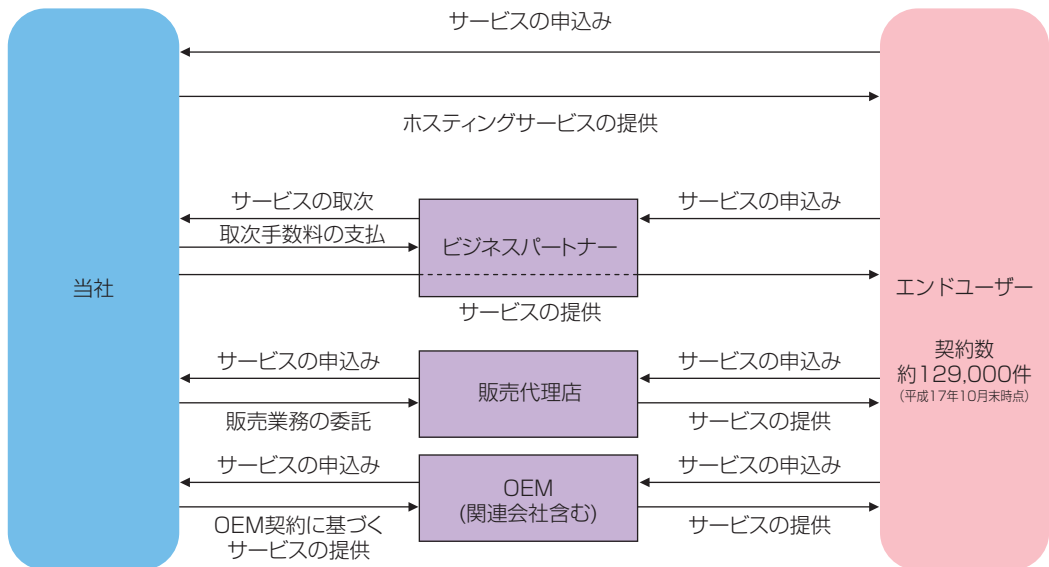 サービスの申込み
ホスティングサービスの提供
サービスの取次
サービスの申込み
取次手数料の支払
ビジネスパートナー
当社
エンドユーザー
サービスの提供
契約数
約129,000件
(平成17年10月末時点)
サービスの申込み
サービスの申込み
販売代理店
販売業務の委託
サービスの提供
サービスの申込み
サービスの申込み
OEM
(関連会社含む)
OEM契約に基づく
サービスの提供
サービスの提供